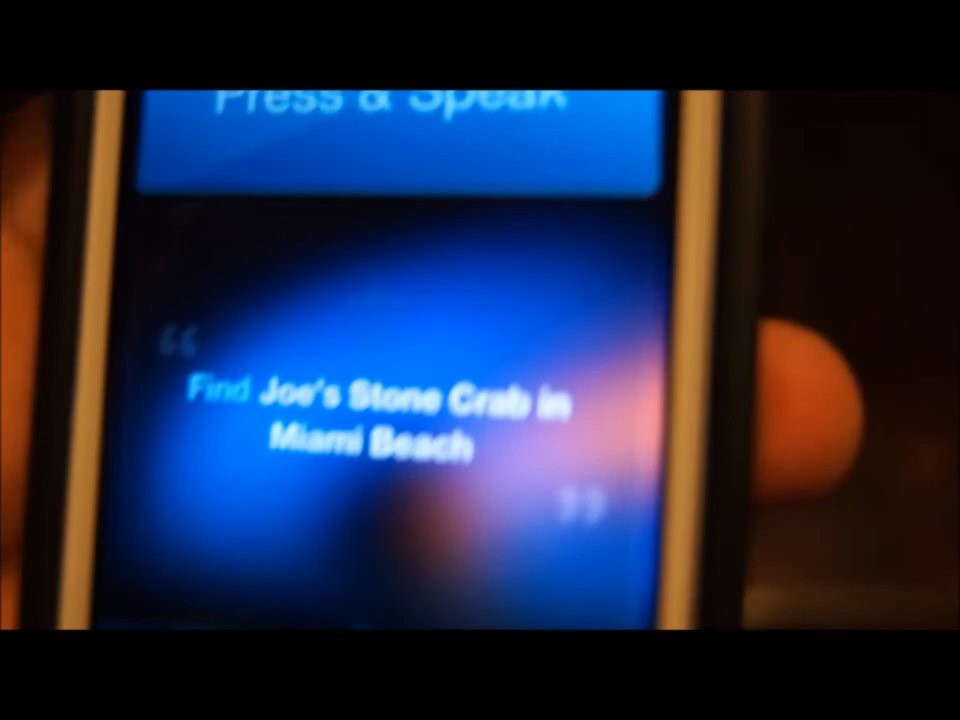 Press & Speak
“
Find Joe's Stone Crab in
Miami Beach
”